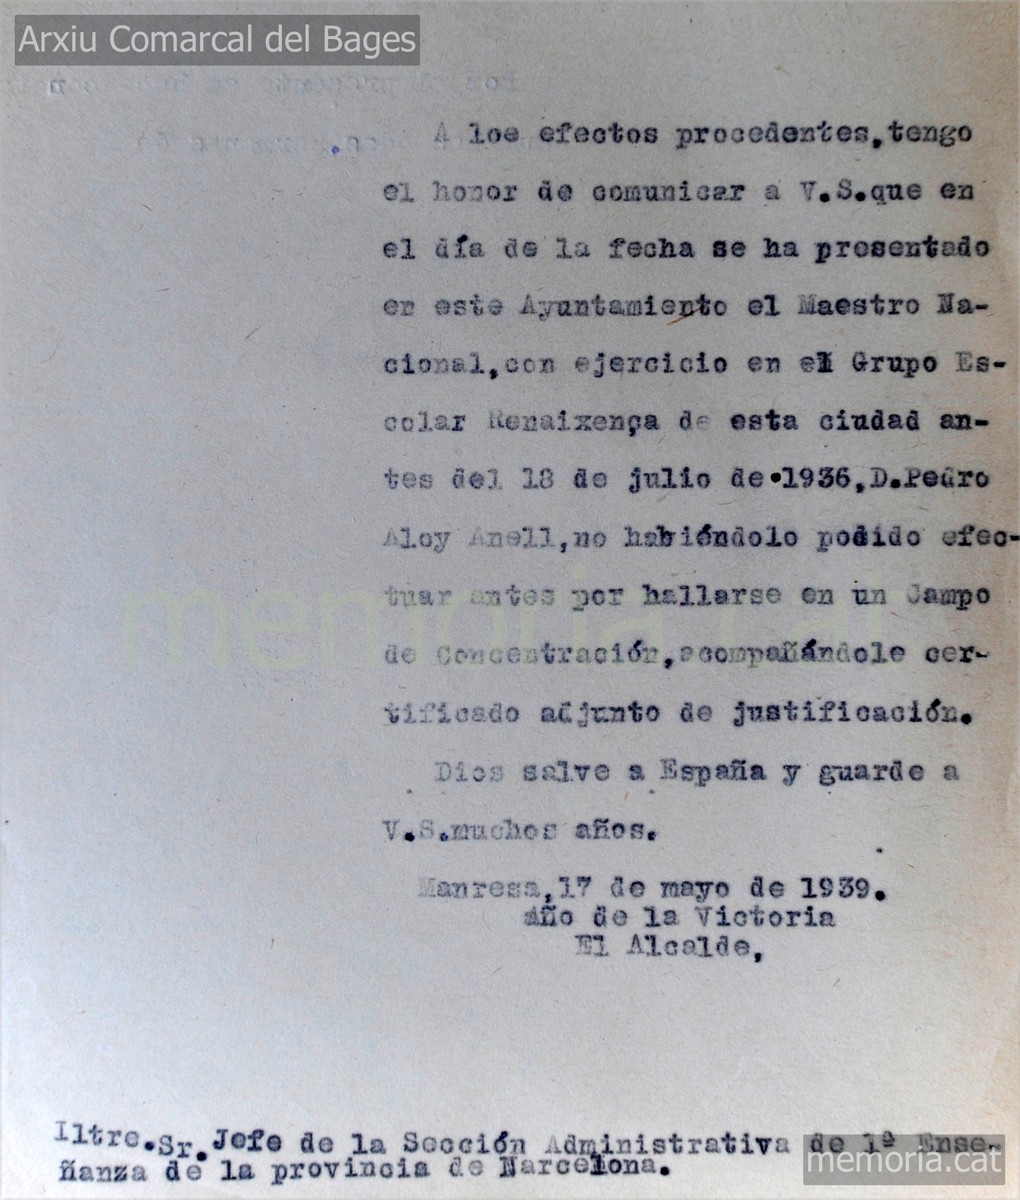 Arxiu Comarcal del Bages
A los efectos procedentes,tengo
el honor de comunicar a V.S.que en
el día de la fecha se ha presentado
en este Ayuntamiento el Maestro Na-
cional,con ejercicio en el Grupo Es-
colar Renaixença de esta ciudad an-
tes del 18 de julio de 1936,D.Pedro
Aloy Anell,no habiéndolo podido efec-
tuar antes por hallarse en un Campo
de Concentración,acompañándole cer-
tificado adjunto de justificación.
Dios salve a España y guarde a
V.S.muchos años.
Manresa,17 de mayo de 1939.
Año de la Victoria
El Alcalde,
Iltre.Sr.Jefe de la Sección Administrativa de 1ª Ense-
ñanza de la provincia de Narcelona.
memoria.cat
memoria.cat